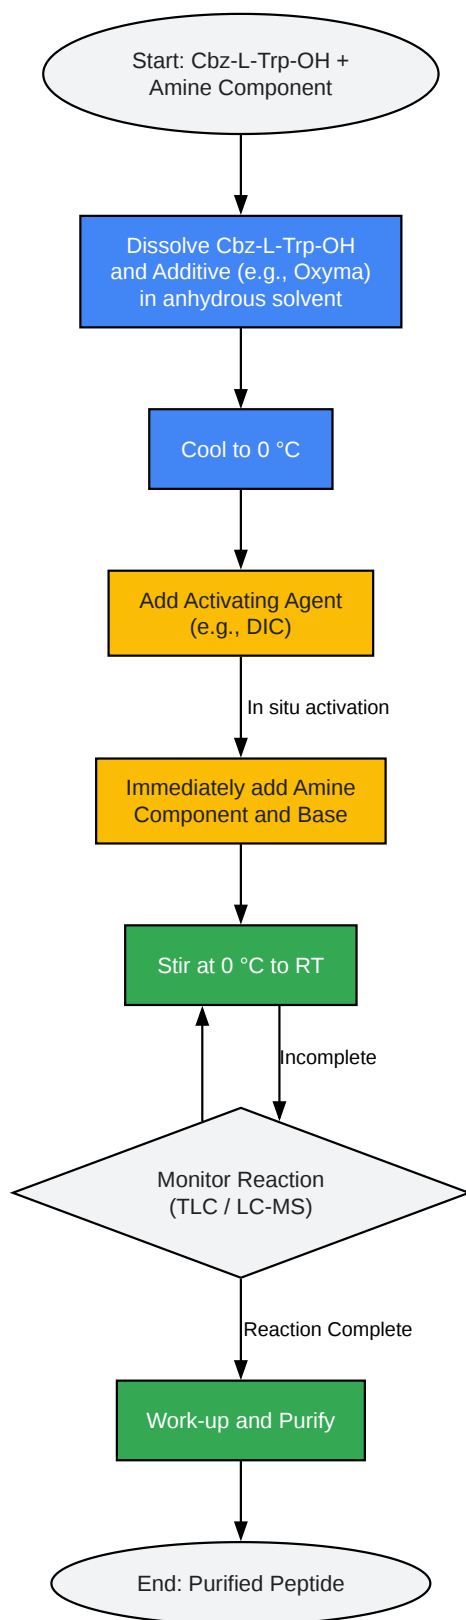 Start: Cbz-L-Trp-OH +
Amine Component
Dissolve Cbz-L-Trp-OH
and Additive (e.g., Oxyma)
in anhydrous solvent
Cool to 0 °C
Add Activating Agent
(e.g., DIC)
In situ activation
Immediately add Amine
Component and Base
Stir at 0 °C to RT
Incomplete
Monitor Reaction
(TLC / LC-MS)
Reaction Complete
Work-up and Purify
End: Purified Peptide